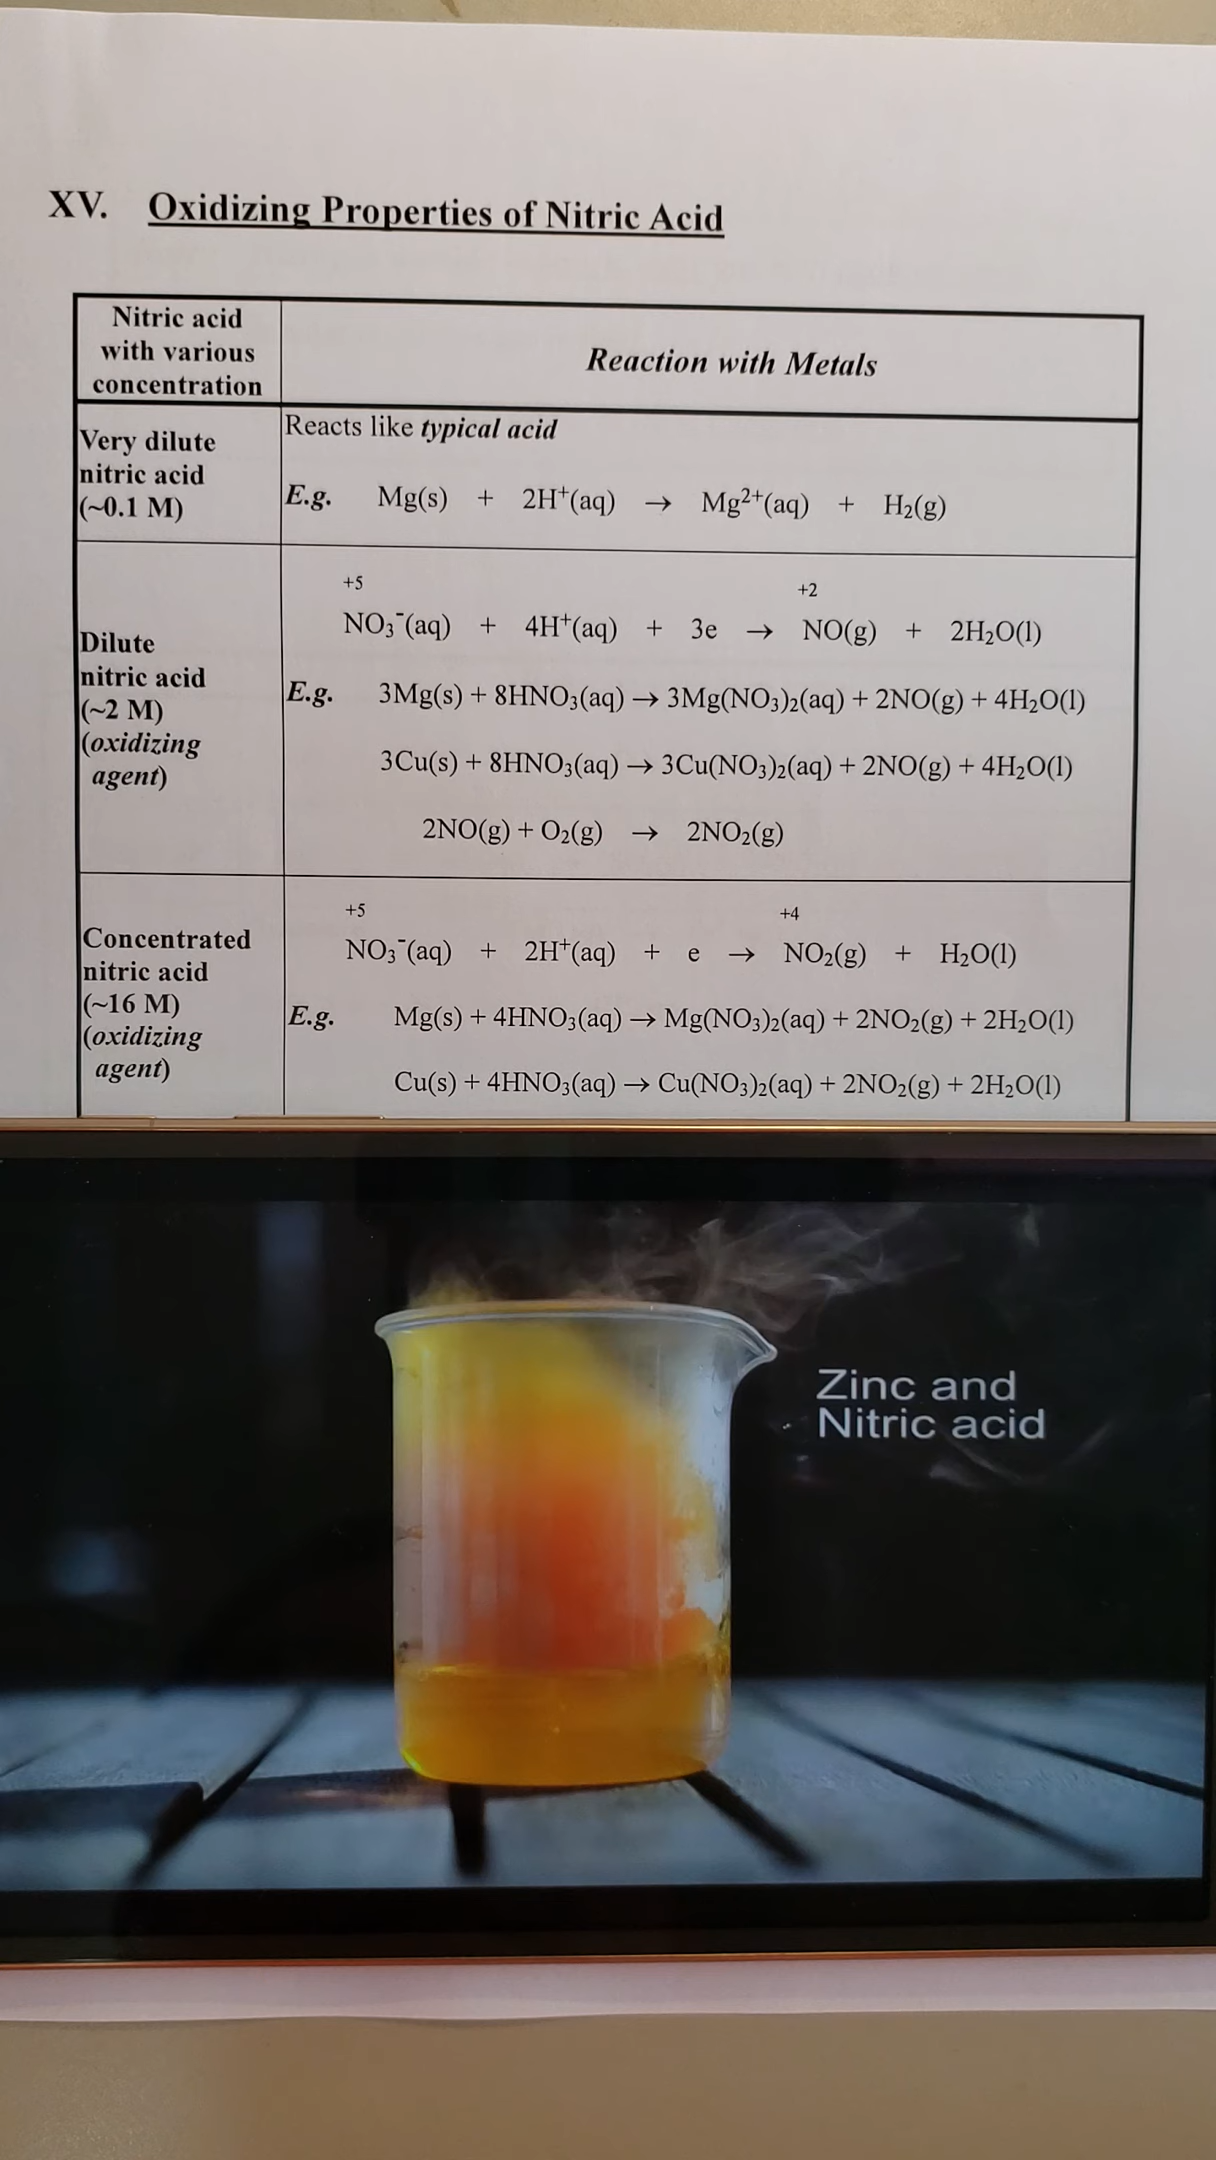 XV. Oxidizing Properties of Nitric Acid
Nitric acid
with various
concentration
Reaction with Metals
Very dilute
nitric acid
(~0.1 M)
Reacts like typical acid
E.g. Mg(s) + 2H⁺(aq) → Mg²⁺(aq) + H₂(g)
Dilute
nitric acid
(~2 M)
(oxidizing
agent)
+5 +2
NO₃⁻(aq) + 4H⁺(aq) + 3e → NO(g) + 2H₂O(l)
E.g. 3Mg(s) + 8HNO₃(aq) → 3Mg(NO₃)₂(aq) + 2NO(g) + 4H₂O(l)
3Cu(s) + 8HNO₃(aq) → 3Cu(NO₃)₂(aq) + 2NO(g) + 4H₂O(l)
2NO(g) + O₂(g) → 2NO₂(g)
Concentrated
nitric acid
(~16 M)
(oxidizing
agent)
+5 +4
NO₃⁻(aq) + 2H⁺(aq) + e → NO₂(g) + H₂O(l)
E.g. Mg(s) + 4HNO₃(aq) → Mg(NO₃)₂(aq) + 2NO₂(g) + 2H₂O(l)
Cu(s) + 4HNO₃(aq) → Cu(NO₃)₂(aq) + 2NO₂(g) + 2H₂O(l)
Zinc and
Nitric acid